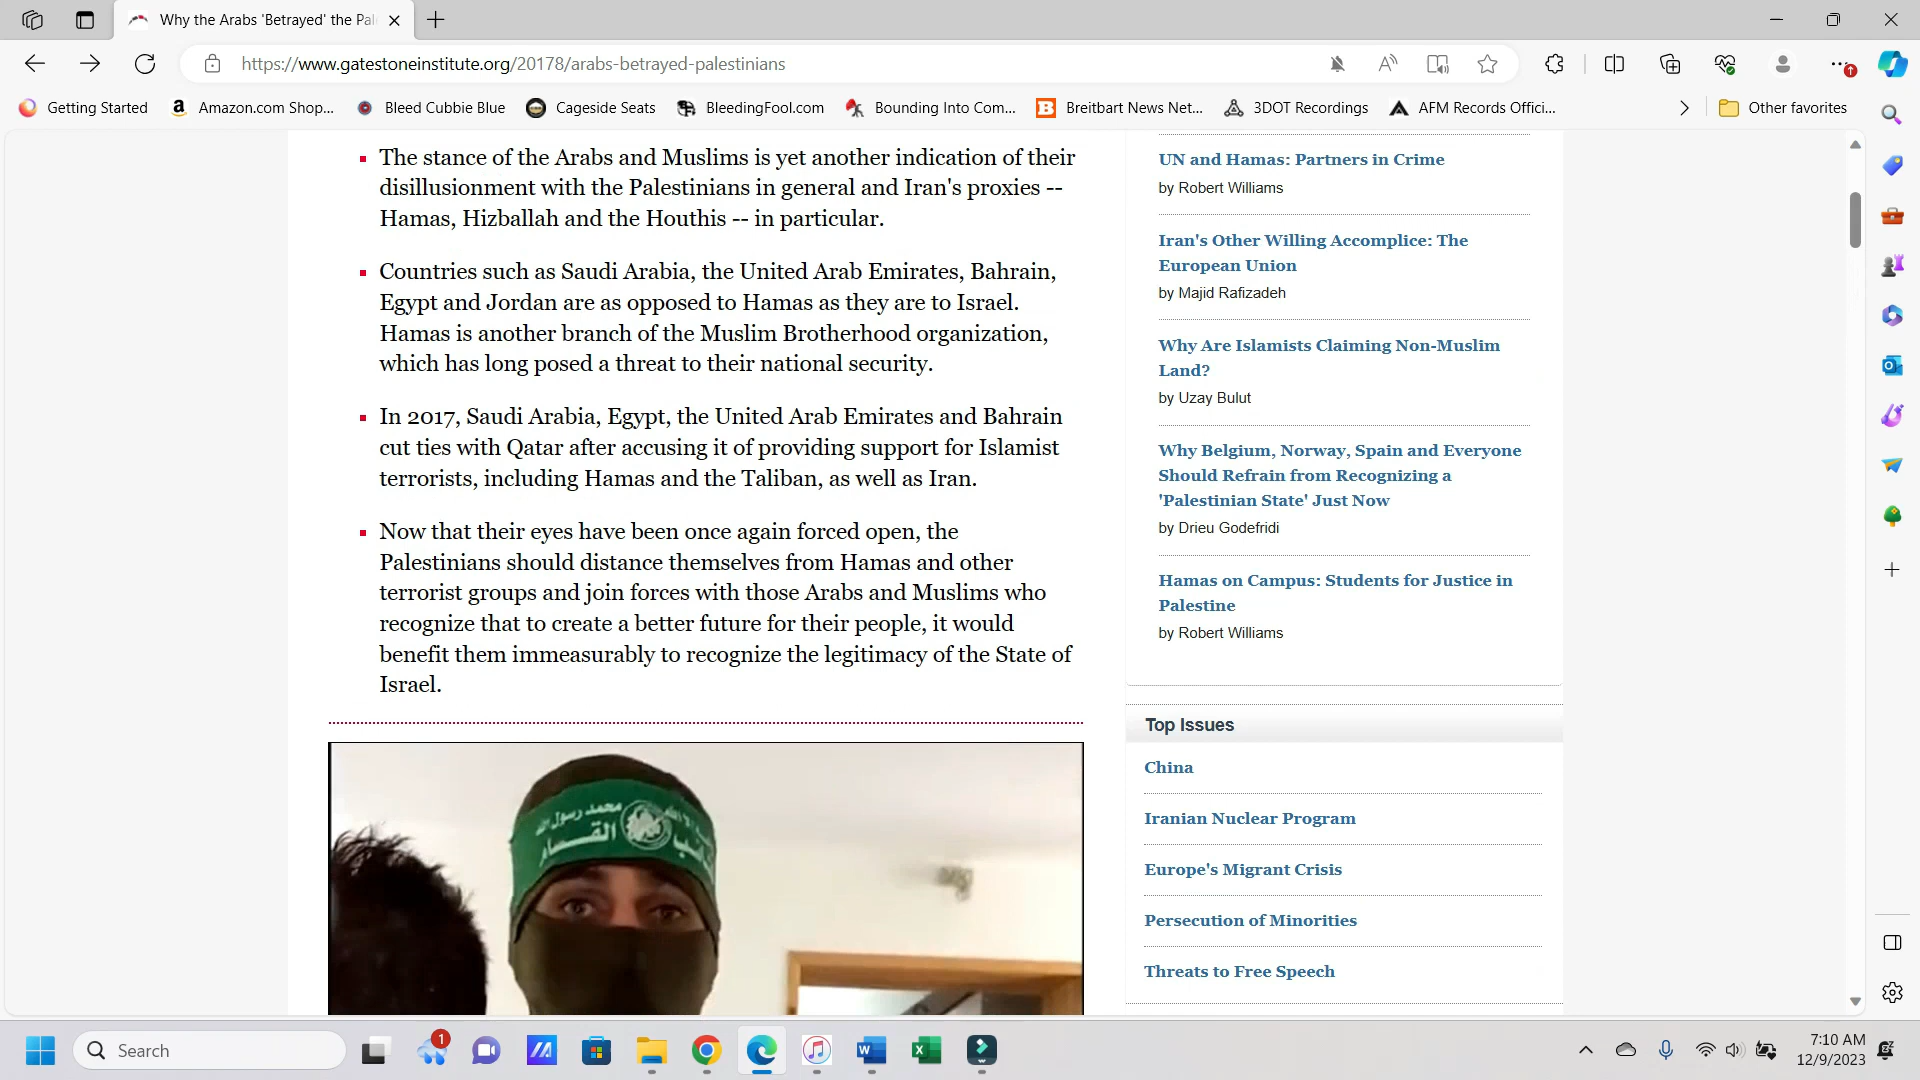 Why the Arabs 'Betrayed' the Pal
https://www.gatestoneinstitute.org/20178/arabs-betrayed-palestinians
Getting Started
Amazon.com Shop...
Bleed Cubbie Blue
Cageside Seats
BleedingFool.com
Bounding Into Com...
Breitbart News Net...
3DOT Recordings
AFM Records Offici...
Other favorites
The stance of the Arabs and Muslims is yet another indication of their
disillusionment with the Palestinians in general and Iran's proxies --
Hamas, Hizballah and the Houthis -- in particular.
Countries such as Saudi Arabia, the United Arab Emirates, Bahrain,
Egypt and Jordan are as opposed to Hamas as they are to Israel.
Hamas is another branch of the Muslim Brotherhood organization,
which has long posed a threat to their national security.
In 2017, Saudi Arabia, Egypt, the United Arab Emirates and Bahrain
cut ties with Qatar after accusing it of providing support for Islamist
terrorists, including Hamas and the Taliban, as well as Iran.
Now that their eyes have been once again forced open, the
Palestinians should distance themselves from Hamas and other
terrorist groups and join forces with those Arabs and Muslims who
recognize that to create a better future for their people, it would
benefit them immeasurably to recognize the legitimacy of the State of
Israel.
محمد رسول الله
القسام
UN and Hamas: Partners in Crime
by Robert Williams
Iran's Other Willing Accomplice: The
European Union
by Majid Rafizadeh
Why Are Islamists Claiming Non-Muslim
Land?
by Uzay Bulut
Why Belgium, Norway, Spain and Everyone
Should Refrain from Recognizing a
'Palestinian State' Just Now
by Drieu Godefridi
Hamas on Campus: Students for Justice in
Palestine
by Robert Williams
Top Issues
China
Iranian Nuclear Program
Europe's Migrant Crisis
Persecution of Minorities
Threats to Free Speech
Search
1
7:10 AM
12/9/2023